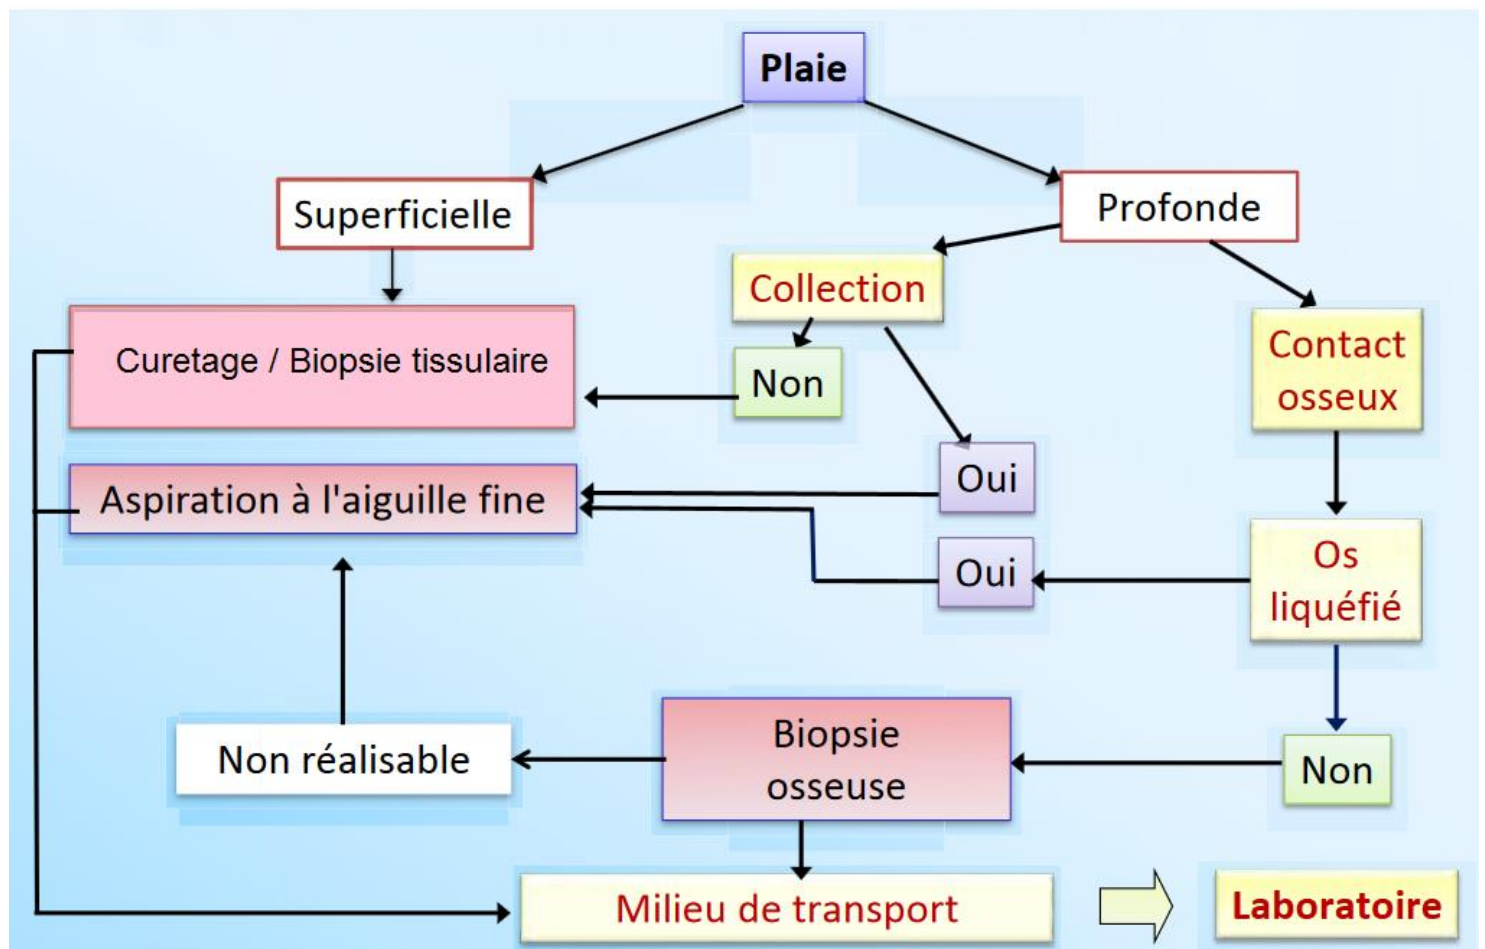 Plaie
Superficielle
Profonde
Collection
Contact
osseux
Curetage / Biopsie tissulaire
Non
Oui
Aspiration à l'aiguille fine
Oui
Os
liquéfié
Non réalisable
Biopsie
osseuse
Non
Milieu de transport
Laboratoire